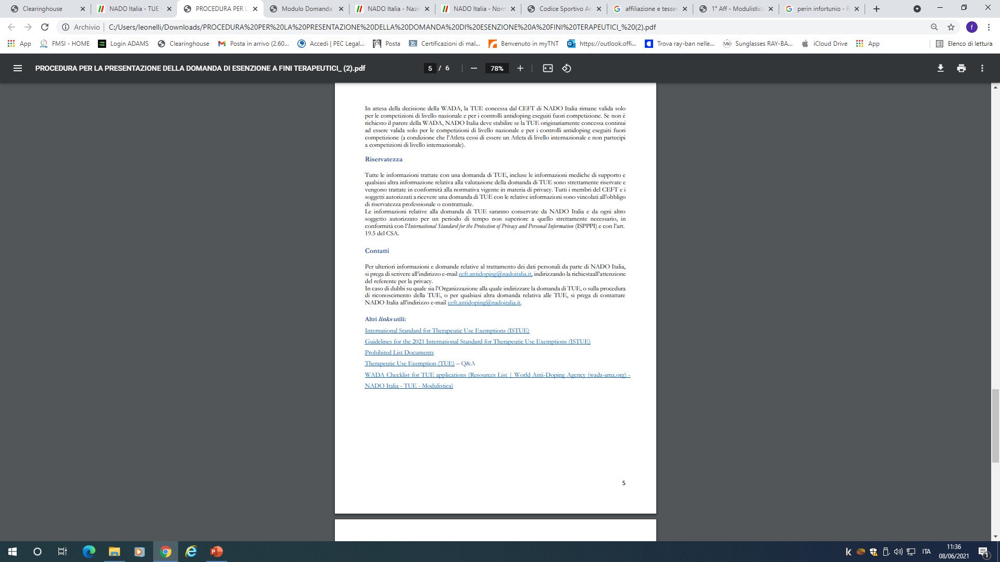 Clearinghouse
NADO Italia - TUE -
PROCEDURA PER L
Modulo Domanda
NADO Italia - Nazi
NADO Italia - Norm
Codice Sportivo An
affiliazione e tesser
1° Aff - Modulistica
perin infortunio - R
Archivio
C:/Users/leonelli/Downloads/PROCEDURA%20PER%20LA%20PRESENTAZIONE%20DELLA%20DOMANDA%20DI%20ESENZIONE%20A%20FINI%20TERAPEUTICI_%20(2).pdf
f
App
FMSI - HOME
Login ADAMS
Clearinghouse
Posta in arrivo (2.60...
Accedi | PEC Legal...
Posta
Certificazioni di mal...
Benvenuto in myTNT
https://outlook.offi...
Trova ray-ban nelle...
MR
Sunglasses RAY-BA...
iCloud Drive
App
Elenco di lettura
PROCEDURA PER LA PRESENTAZIONE DELLA DOMANDA DI ESENZIONE A FINI TERAPEUTICI_ (2).pdf
5 / 6
78%
In attesa della decisione della WADA, la TUE concessa dal CEFT di NADO Italia rimane valida solo
per le competizioni di livello nazionale e per i controlli antidoping eseguiti fuori competizione. Se non è
richiesto il parere della WADA, NADO Italia deve stabilire se la TUE originariamente concessa continui
ad essere valida solo per le competizioni di livello nazionale e per i controlli antidoping eseguiti fuori
competizione (a condizione che l'Atleta cessi di essere un Atleta di livello internazionale e non partecipi
a competizioni di livello internazionale).
Riservatezza
Tutte le informazioni trattate con una domanda di TUE, incluse le informazioni mediche di supporto e
qualsiasi altra informazione relativa alla valutazione della domanda di TUE sono strettamente riservate e
vengono trattate in conformità alla normativa vigente in materia di privacy. Tutti i membri del CEFT e i
soggetti autorizzati a ricevere una domanda di TUE con le relative informazioni sono vincolati all'obbligo
di riservatezza professionale o contrattuale.
Le informazioni relative alla domanda di TUE saranno conservate da NADO Italia e da ogni altro
soggetto autorizzato per un periodo di tempo non superiore a quello strettamente necessario, in
conformità con l'International Standard for the Protection of Privacy and Personal Information (ISPPPI) e con l'art.
19.5 del CSA.
Contatti
Per ulteriori informazioni e domande relative al trattamento dei dati personali da parte di NADO Italia,
si prega di scrivere all'indirizzo e-mail ceft.antidoping@nadoitalia.it, indirizzando la richiestaall'attenzione
del referente per la privacy.
In caso di dubbi su quale sia l'Organizzazione alla quale indirizzare la domanda di TUE, o sulla procedura
di riconoscimento della TUE, o per qualsiasi altra domanda relativa alle TUE, si prega di contattare
NADO Italia all'indirizzo e-mail ceft.antidoping@nadoitalia.it.
Altri links utili:
International Standard for Therapeutic Use Exemptions (ISTUE)
Guidelines for the 2021 International Standard for Therapeutic Use Exemptions (ISTUE)
Prohibited List Documents
Therapeutic Use Exemption (TUE) – Q&A
WADA Checklist for TUE applications (Resources List | World Anti-Doping Agency (wada-ama.org) -
NADO Italia - TUE - Modulistica)
5
ITA
11:36
08/06/2021
1